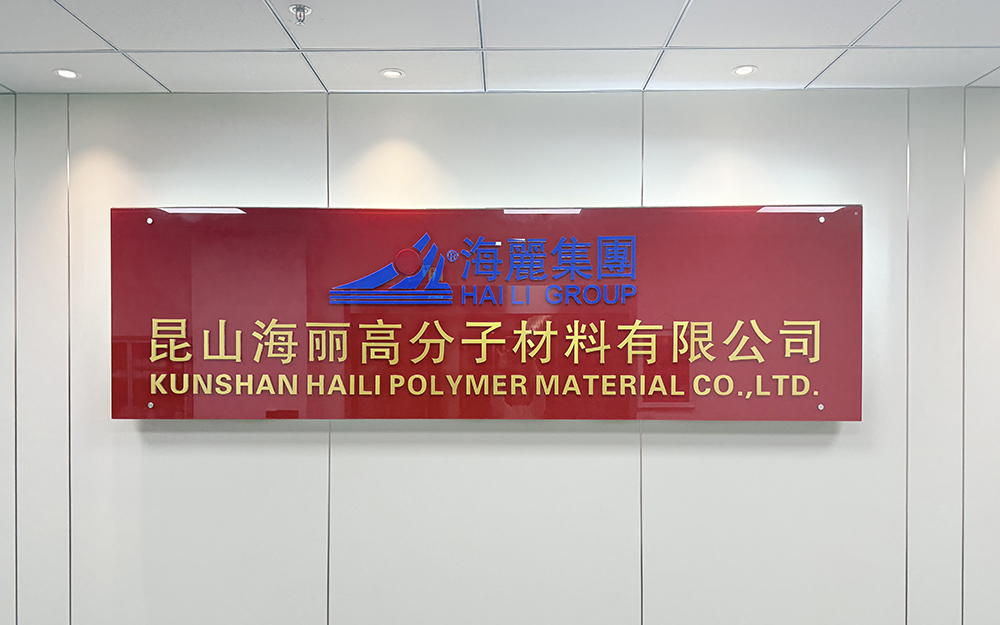 ®海麗集團
HAI LI GROUP
昆山海丽高分子材料有限公司
KUNSHAN HAILI POLYMER MATERIAL CO.,LTD.